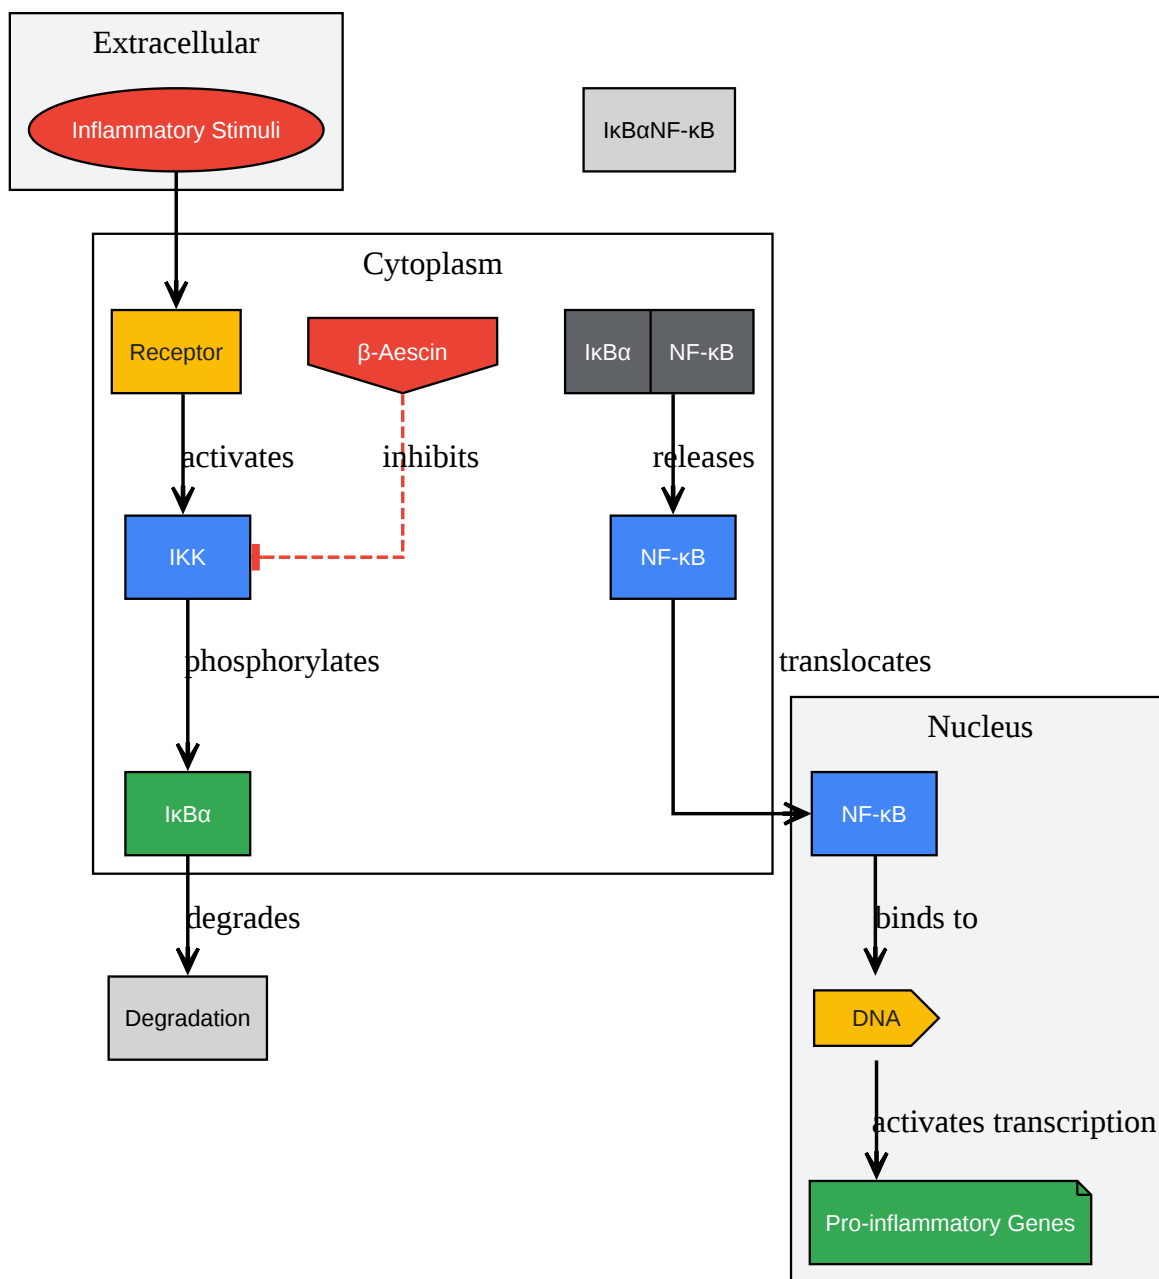 Extracellular
Inflammatory Stimuli
IκBαNF-κB
Cytoplasm
Receptor
β-Aescin
IκBα
NF-κB
activates
inhibits
releases
IKK
NF-κB
phosphorylates
translocates
Nucleus
IκBα
NF-κB
degrades
binds to
Degradation
DNA
activates transcription
Pro-inflammatory Genes